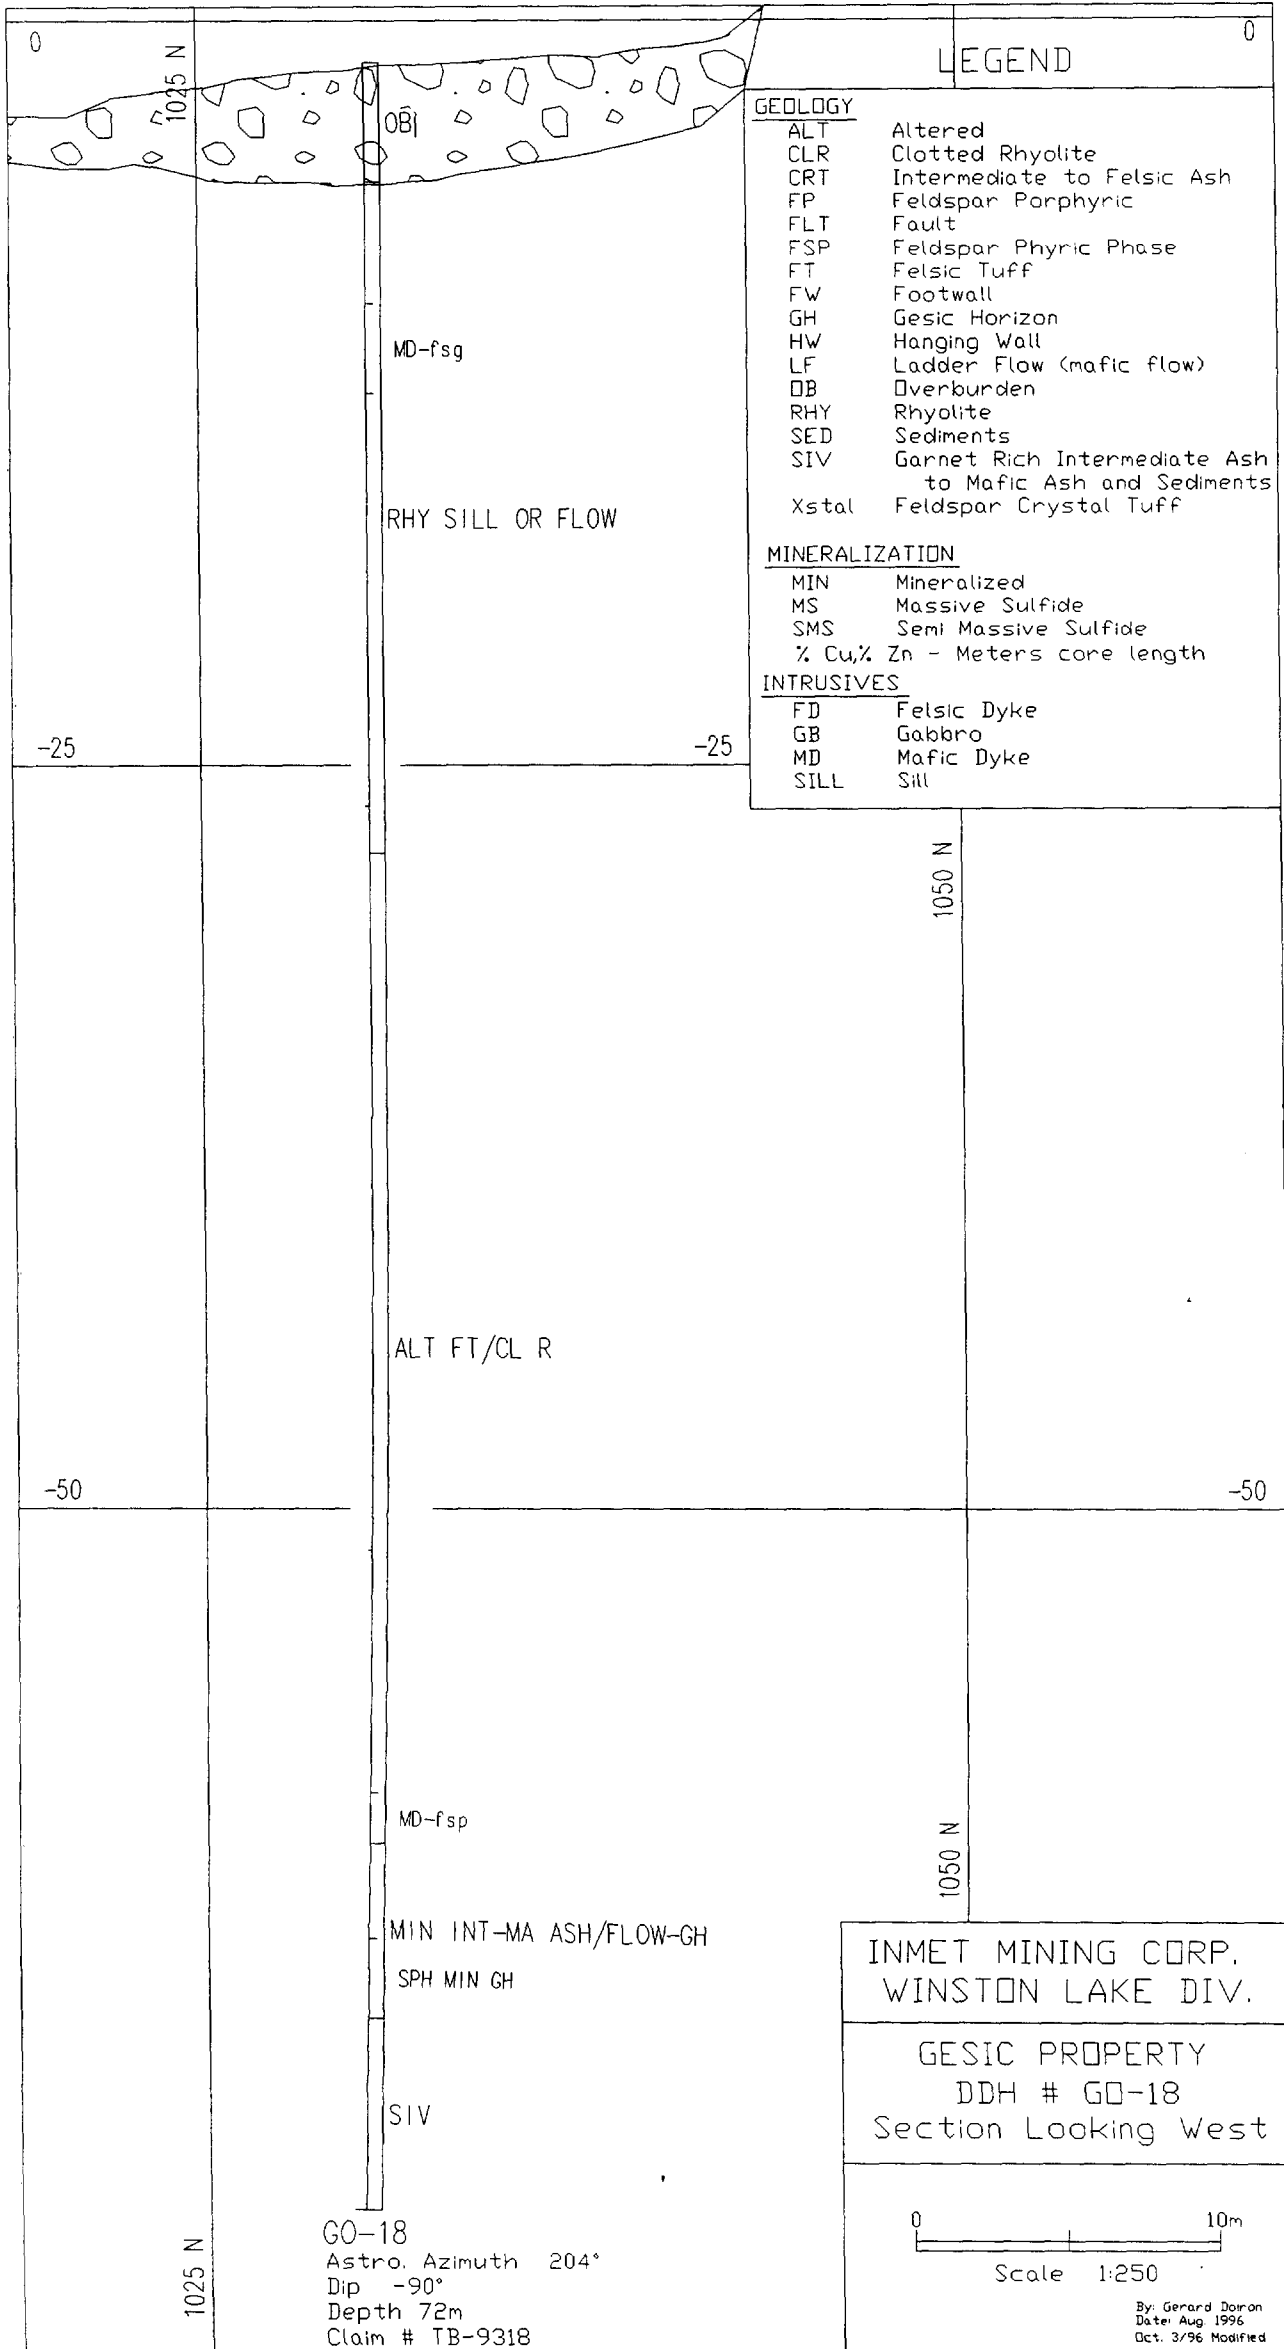 0
0
1025 N
LEGEND
GEOLOGY
ALT Altered
CLR Clotted Rhyolite
CRT Intermediate to Felsic Ash
FP Feldspar Porphyric
FLT Fault
FSP Feldspar Phyric Phase
FT Felsic Tuff
FW Footwall
GH Gesic Horizon
HW Hanging Wall
LF Ladder Flow (mafic flow)
OB Overburden
RHY Rhyolite
SED Sediments
SIV Garnet Rich Intermediate Ash
to Mafic Ash and Sediments
Xstal Feldspar Crystal Tuff
MINERALIZATION
MIN Mineralized
MS Massive Sulfide
SMS Semi Massive Sulfide
% Cu,% Zn - Meters core length
INTRUSIVES
FD Felsic Dyke
GB Gabbro
MD Mafic Dyke
SILL Sill
OB
MD-fsg
RHY SILL OR FLOW
-25
-25
1050 N
ALT FT/CL R
-50
-50
MD-fsp
1050 N
MIN INT-MA ASH/FLOW-GH
SPH MIN GH
SIV
INMET MINING CORP.
WINSTON LAKE DIV.
GESIC PROPERTY
DDH # GO-18
Section Looking West
0 10m
Scale 1:250
By: Gerard Doiron
Date: Aug. 1996
Oct. 3/96 Modified
1025 N
GO-18
Astro. Azimuth 204°
Dip -90°
Depth 72m
Claim # TB-9318